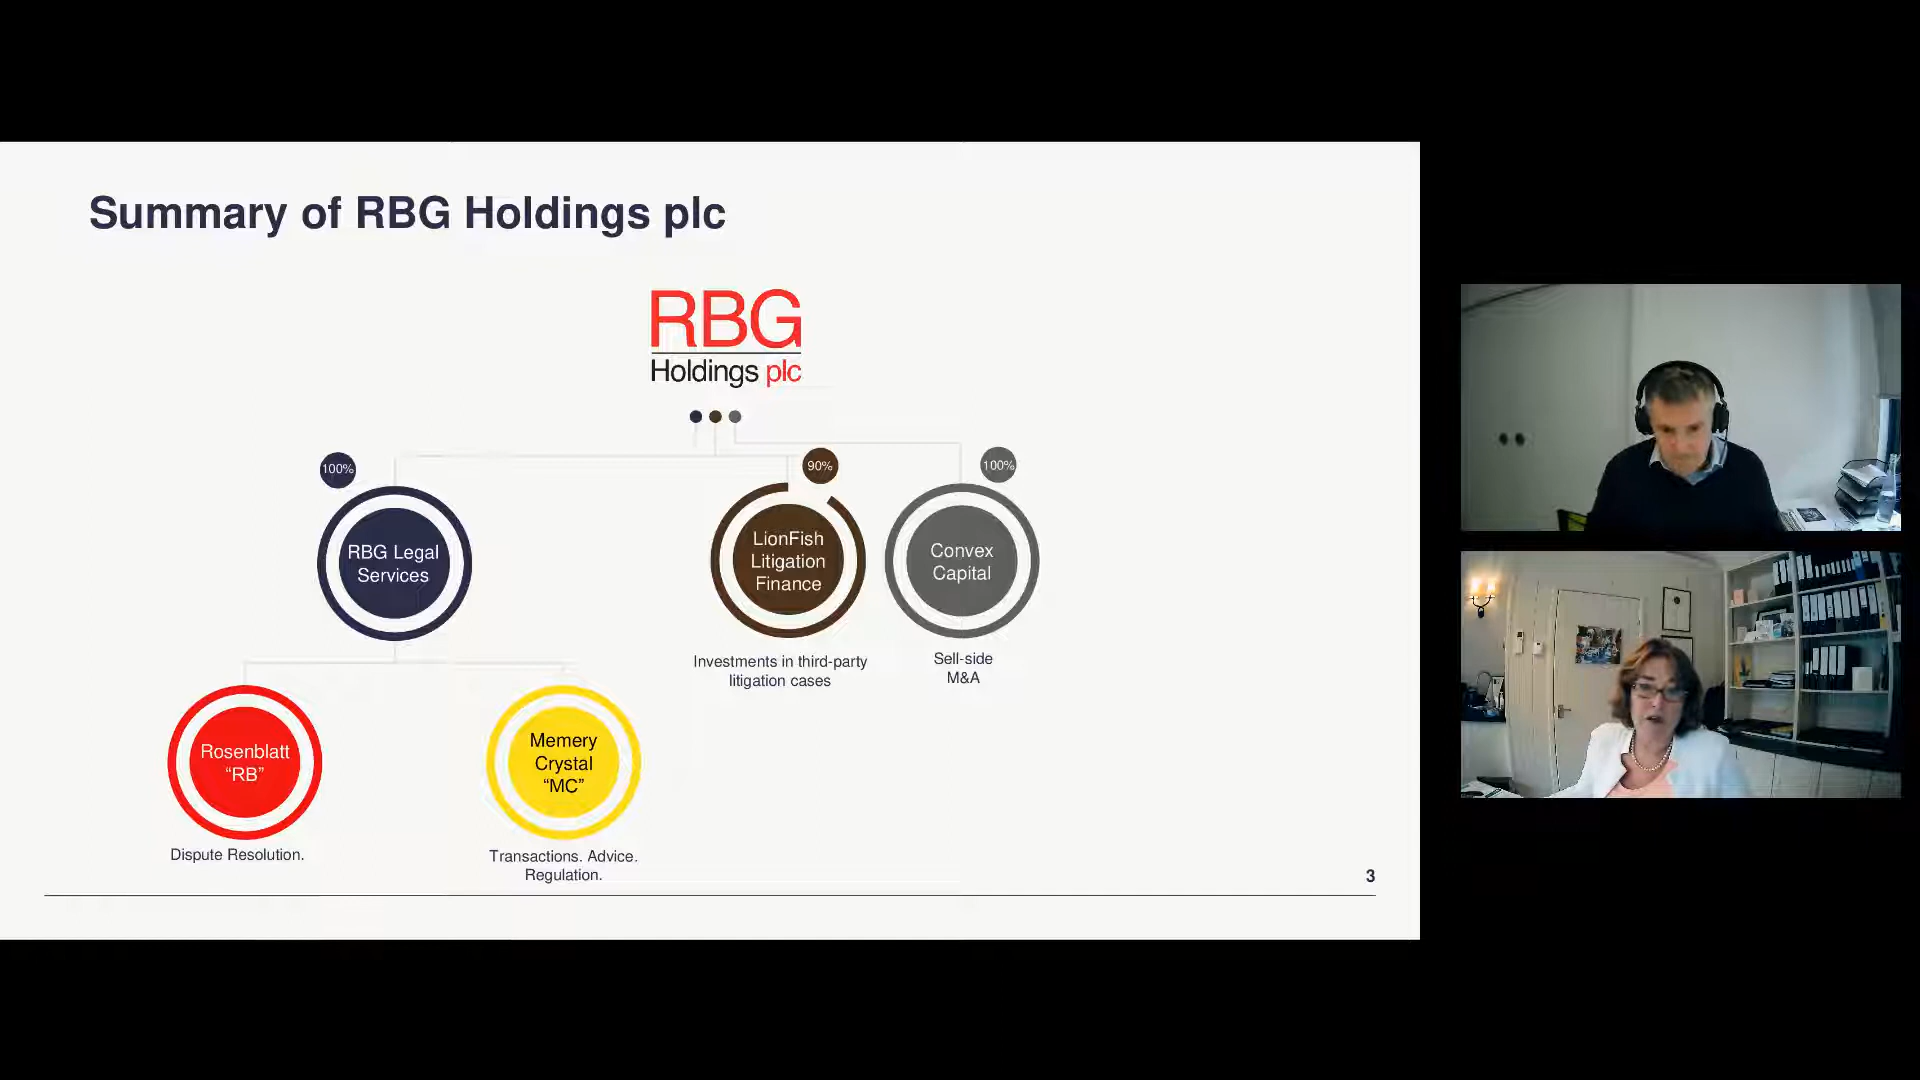 Summary of RBG Holdings plc
RBG
Holdings plc
100%
90%
100%
RBG Legal
Services
LionFish
Litigation
Finance
Convex
Capital
Investments in third-party
litigation cases
Sell-side
M&A
Rosenblatt
“RB”
Memery
Crystal
“MC”
Dispute Resolution.
Transactions. Advice.
Regulation.
3